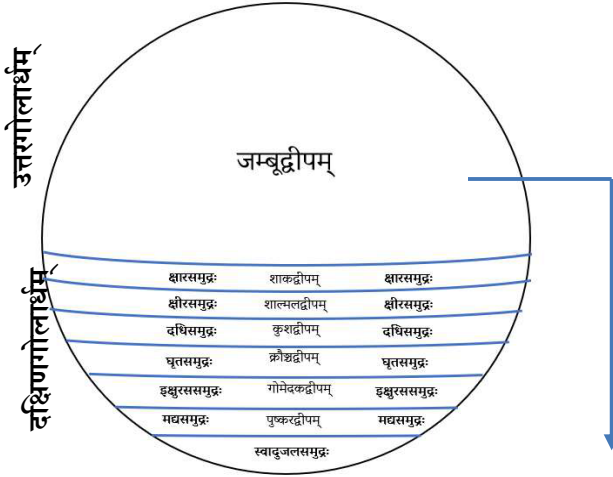 उत्तरगोलार्धम्
जम्बूद्वीपम्
दक्षिणगोलार्धम्
क्षारसमुद्रः शाकद्वीपम् क्षारसमुद्रः
क्षीरसमुद्रः शाल्मलद्वीपम् क्षीरसमुद्रः
दधिसमुद्रः कुशद्वीपम् दधिसमुद्रः
घृतसमुद्रः क्रौञ्चद्वीपम् घृतसमुद्रः
इक्षुरससमुद्रः गोमेदकद्वीपम् इक्षुरससमुद्रः
मद्यसमुद्रः पुष्करद्वीपम् मद्यसमुद्रः
स्वादुजलसमुद्रः